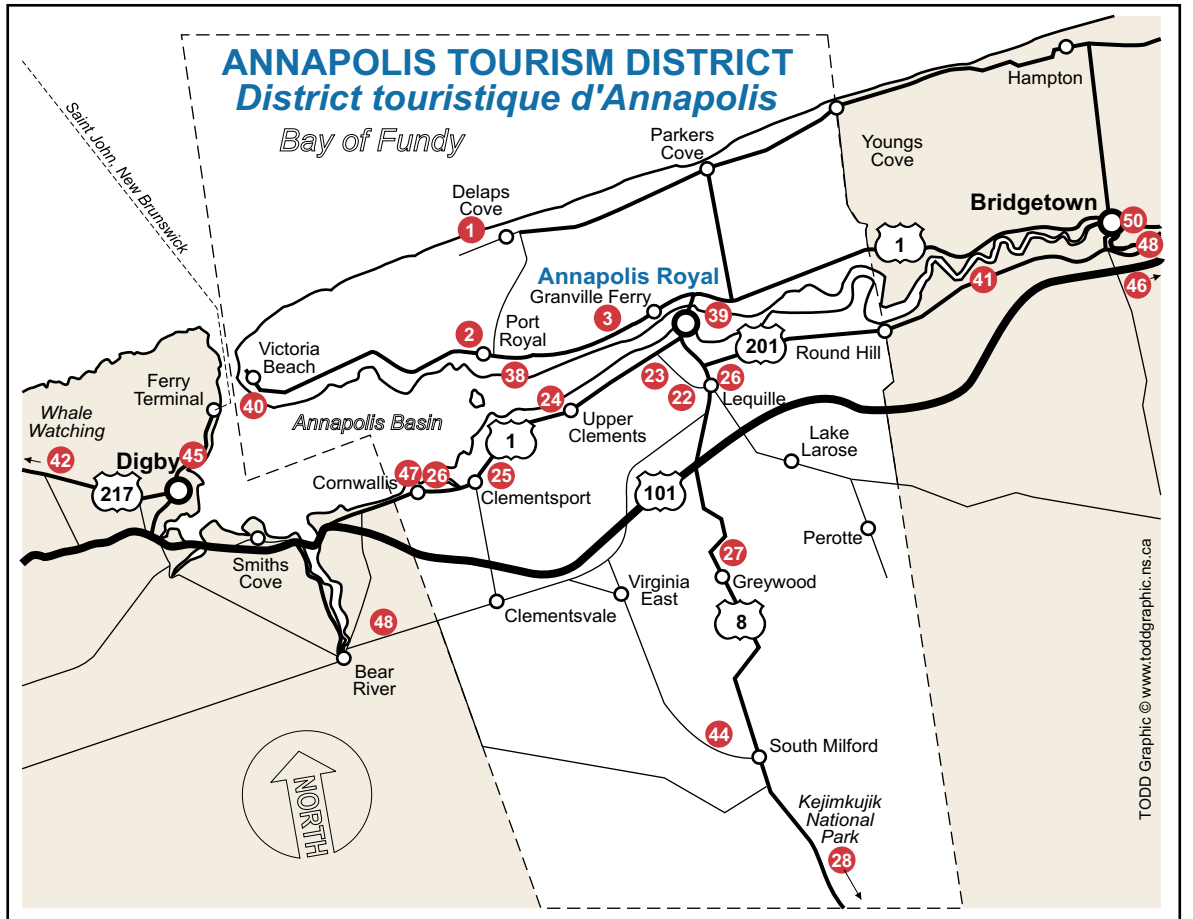 ANNAPOLIS TOURISM DISTRICT
District touristique d'Annapolis
Bay of Fundy
Saint John, New Brunswick
Hampton
Parkers
Cove
Youngs
Cove
Delaps
Cove
1
Bridgetown
50
48
46
1
41
Annapolis Royal
Granville Ferry
3
39
2
Port
Royal
201
Round Hill
Victoria
Beach
38
23
22
26
Lequille
Ferry
Terminal
40
24
Upper
Clements
Annapolis Basin
Whale
Watching
42
Digby
45
217
1
Lake
Larose
47
26
25
Cornwallis
Clementsport
101
Perotte
Smiths
Cove
27
Greywood
Virginia
East
Clementsvale
8
48
Bear
River
44
South Milford
NORTH
Kejimkujik
National
Park
28
TODD Graphic © www.toddgraphic.ns.ca